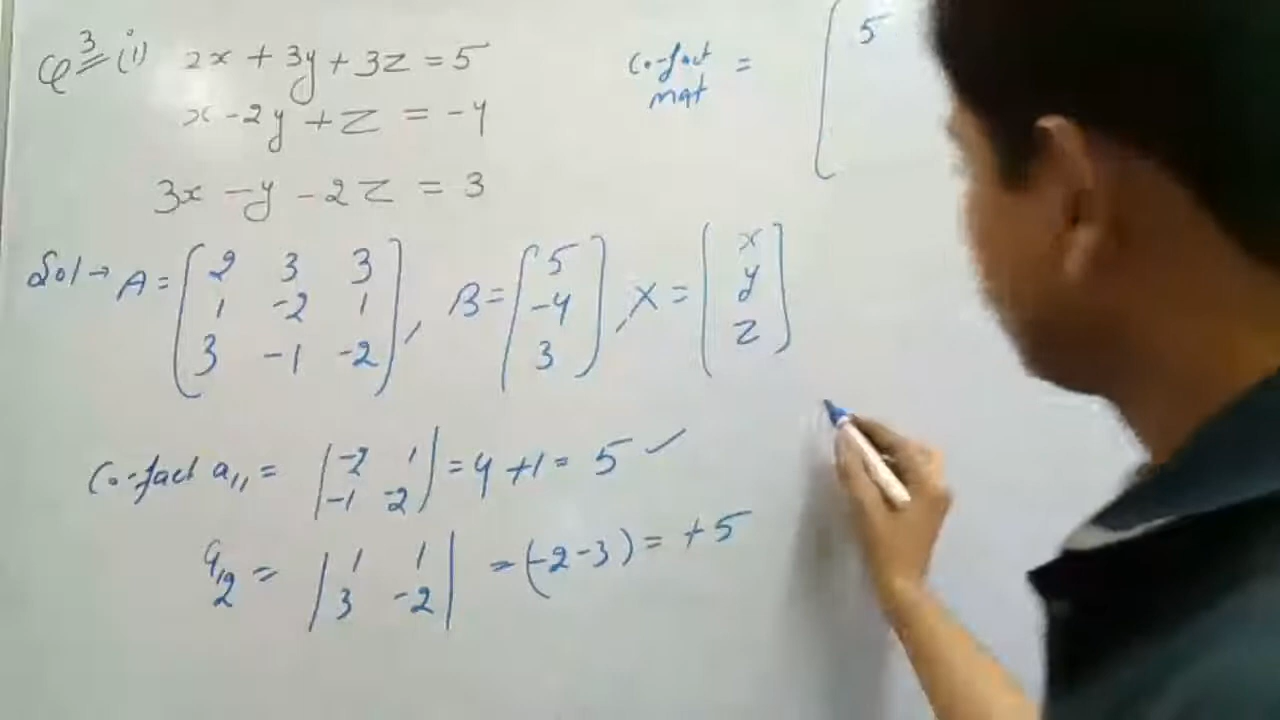 Q3 (i) 2x + 3y + 3z = 5
x - 2y + z = -4
3x - y - 2z = 3
Co-fact mat = [ 5
Sol → A = [ 2 3 3
1 -2 1
3 -1 -2 ] , B = [ 5
-4
3 ] , X = [ x
y
z ]
Co-fact a11 = | -2 1
-1 -2 | = 4 + 1 = 5 ✓
a12 = | 1 1
3 -2 | = (-2 - 3) = +5